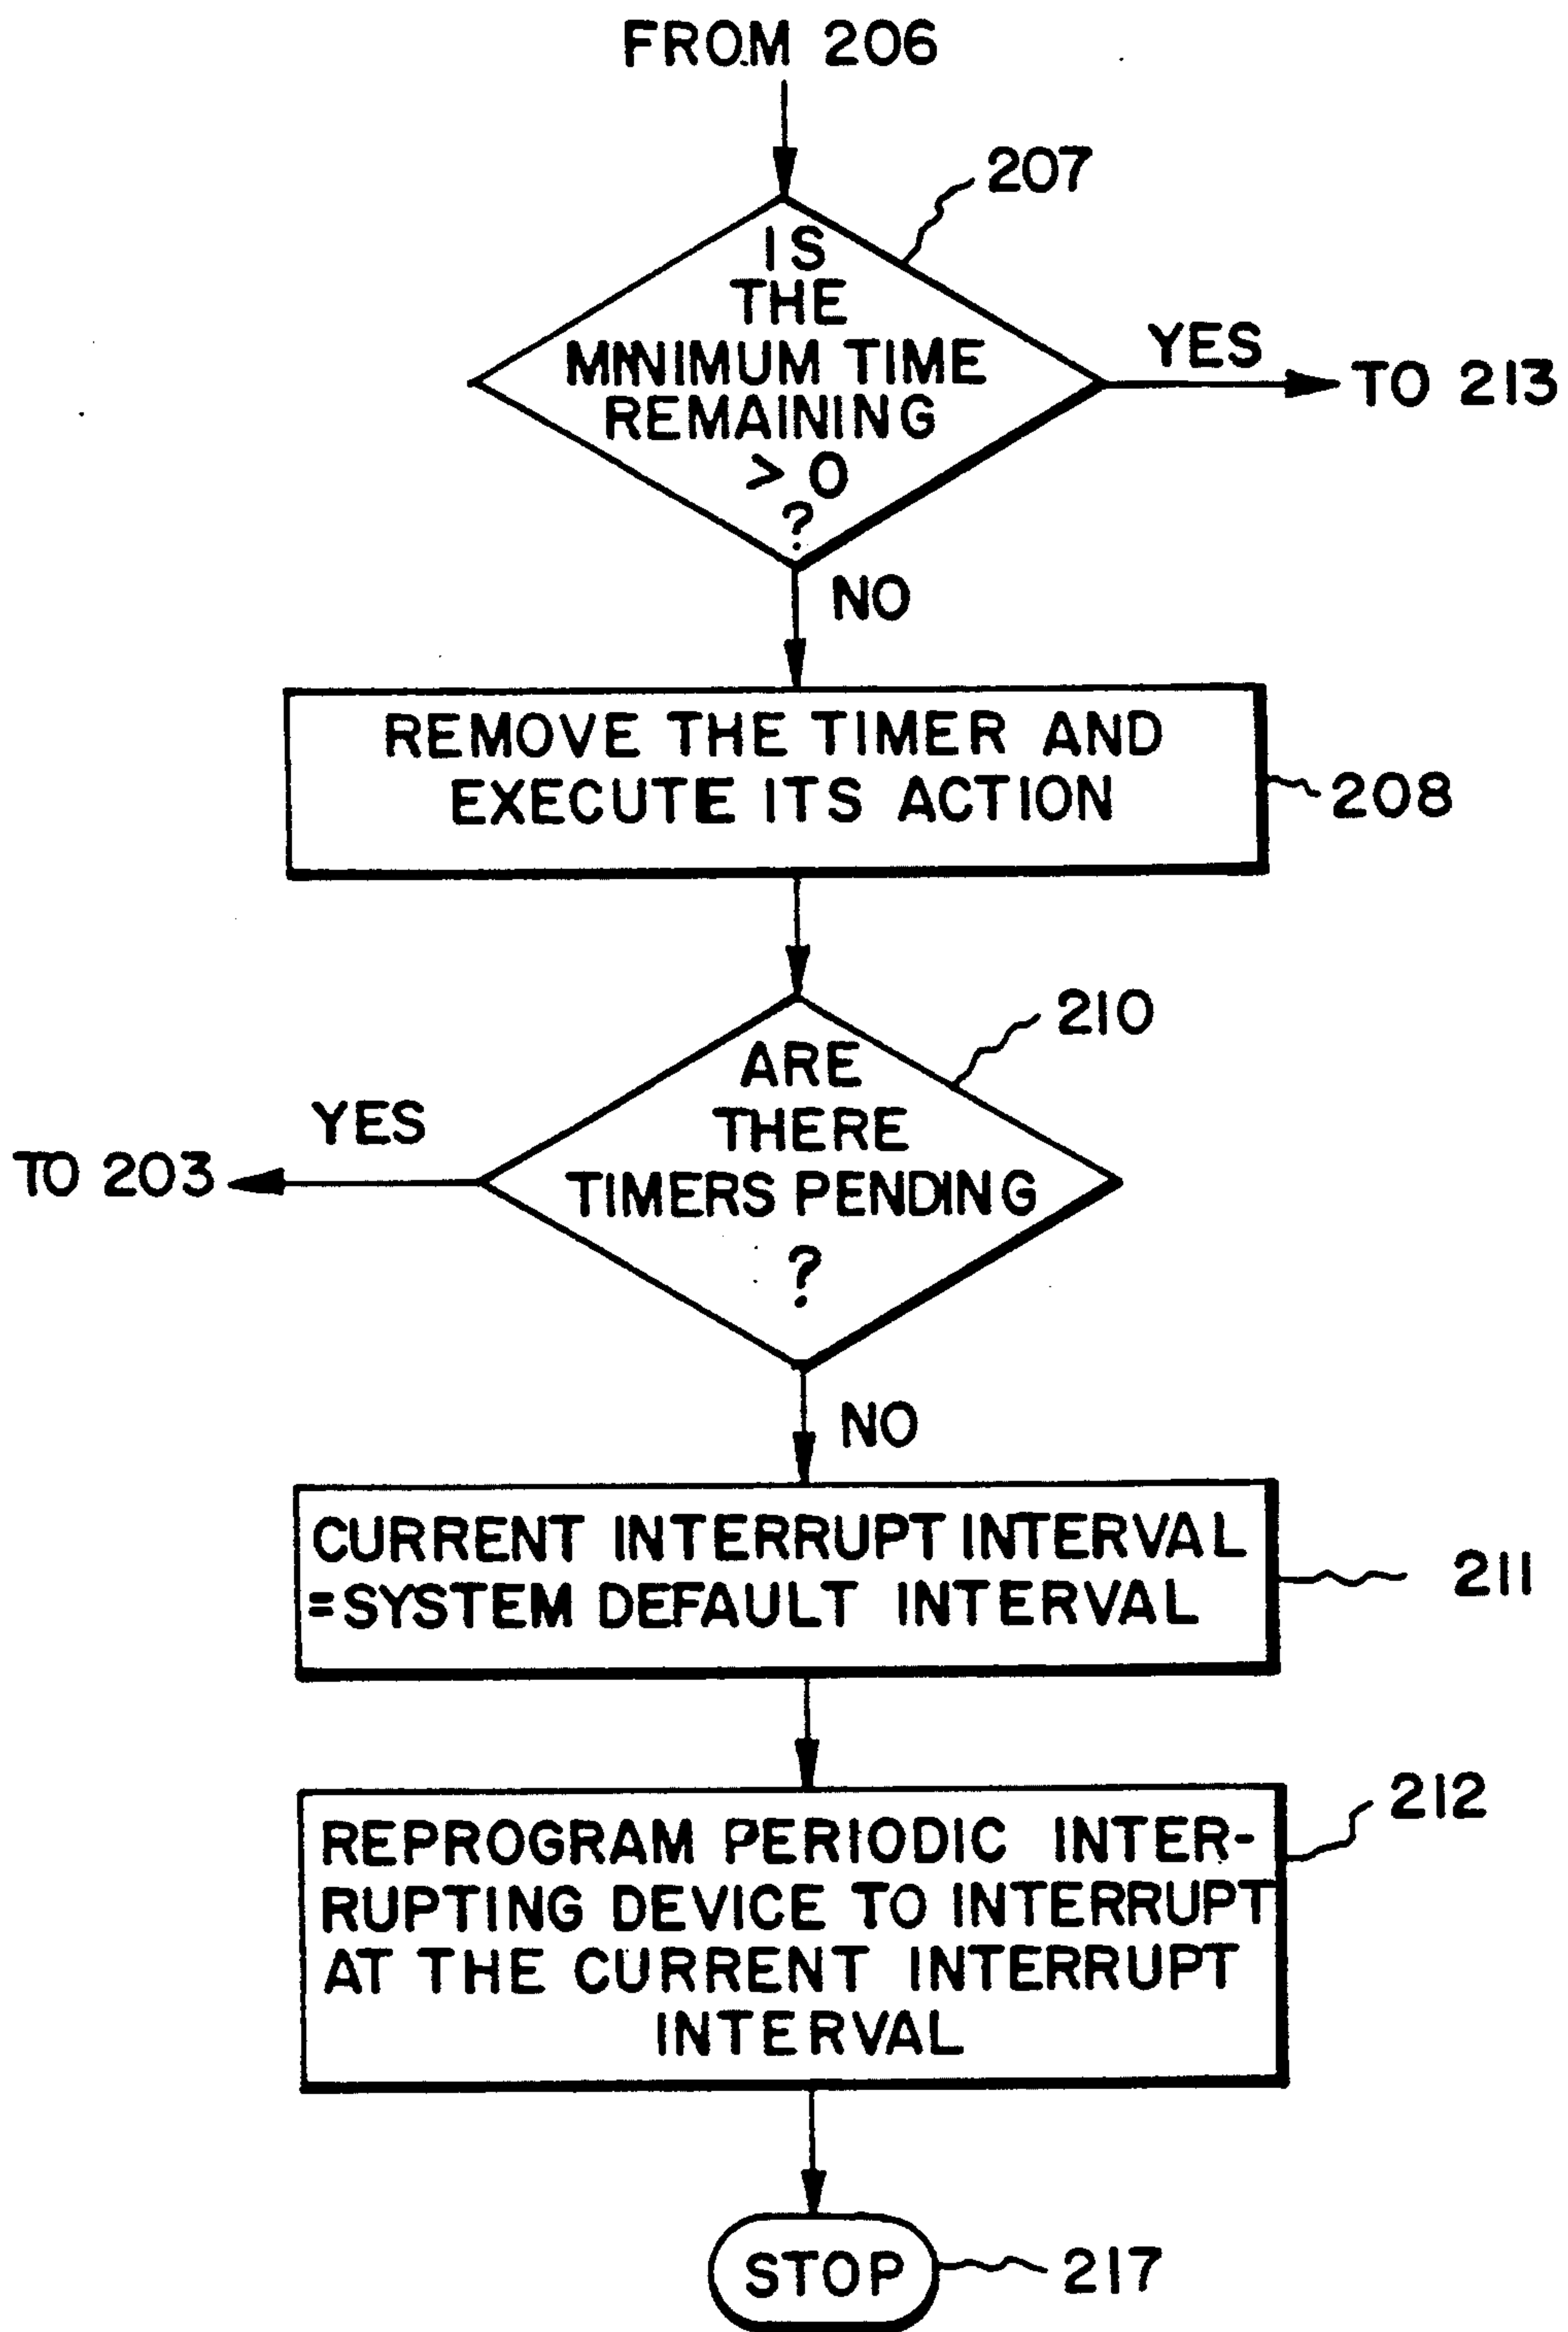 FROM 206
207
IS
THE
MINIMUM TIME
REMAINING
> 0
?
YES
TO 213
NO
REMOVE THE TIMER AND
EXECUTE ITS ACTION
208
210
ARE
THERE
TIMERS PENDING
?
YES
TO 203
NO
CURRENT INTERRUPT INTERVAL
=SYSTEM DEFAULT INTERVAL
211
212
REPROGRAM PERIODIC INTER-
RUPTING DEVICE TO INTERRUPT
AT THE CURRENT INTERRUPT
INTERVAL
STOP
217